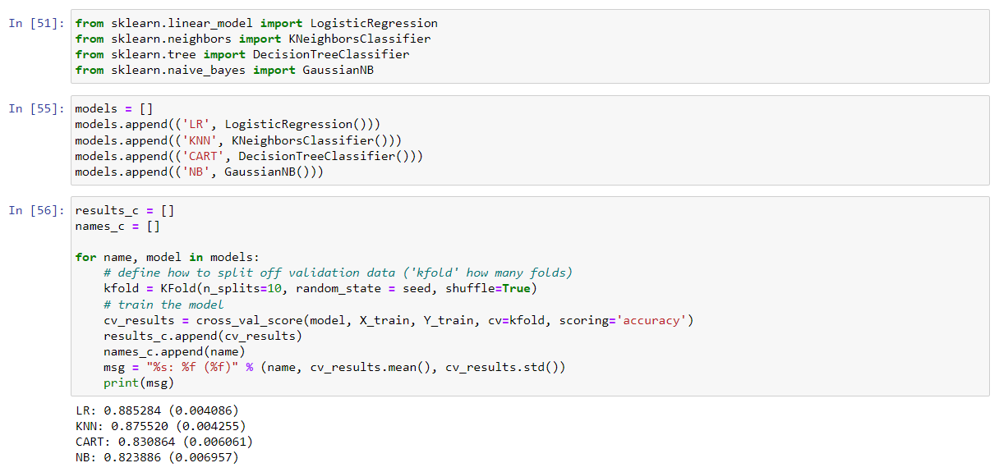 In [51]: from sklearn.linear_model import LogisticRegression
from sklearn.neighbors import KNeighborsClassifier
from sklearn.tree import DecisionTreeClassifier
from sklearn.naive_bayes import GaussianNB
In [55]: models = []
models.append(('LR', LogisticRegression()))
models.append(('KNN', KNeighborsClassifier()))
models.append(('CART', DecisionTreeClassifier()))
models.append(('NB', GaussianNB()))
In [56]: results_c = []
names_c = []
for name, model in models:
    # define how to split off validation data ('kfold' how many folds)
    kfold = KFold(n_splits=10, random_state = seed, shuffle=True)
    # train the model
    cv_results = cross_val_score(model, X_train, Y_train, cv=kfold, scoring='accuracy')
    results_c.append(cv_results)
    names_c.append(name)
    msg = "%s: %f (%f)" % (name, cv_results.mean(), cv_results.std())
    print(msg)
LR: 0.885284 (0.004086)
KNN: 0.875520 (0.004255)
CART: 0.830864 (0.006061)
NB: 0.823886 (0.006957)